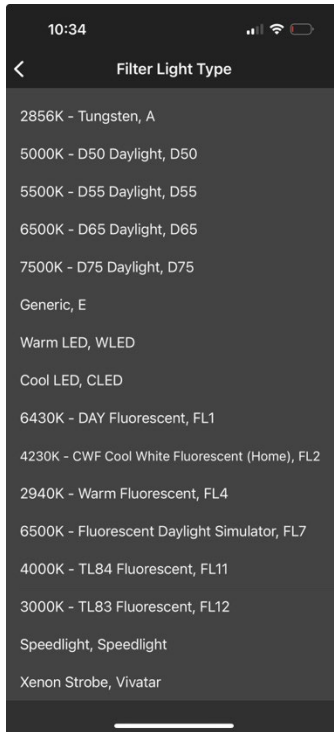 10:34
Filter Light Type
2856K - Tungsten, A
5000K - D50 Daylight, D50
5500K - D55 Daylight, D55
6500K - D65 Daylight, D65
7500K - D75 Daylight, D75
Generic, E
Warm LED, WLED
Cool LED, CLED
6430K - DAY Fluorescent, FL1
4230K - CWF Cool White Fluorescent (Home), FL2
2940K - Warm Fluorescent, FL4
6500K - Fluorescent Daylight Simulator, FL7
4000K - TL84 Fluorescent, FL11
3000K - TL83 Fluorescent, FL12
Speedlight, Speedlight
Xenon Strobe, Vivatar